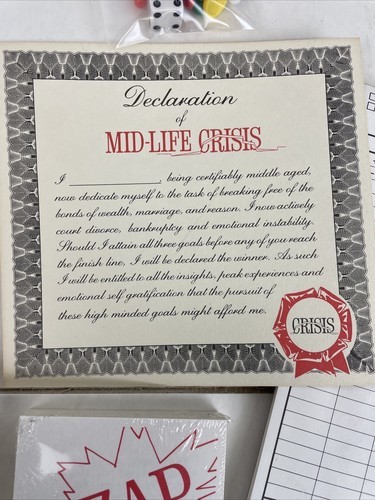 Declaration
of
MID-LIFE CRISIS
I ____________, being certifiably middle aged,
now dedicate myself to the task of breaking free of the
bonds of wealth, marriage, and reason. I now actively
court divorce, bankruptcy and emotional instability.
Should I attain all three goals before any of you reach
the finish line, I will be declared the winner. As such
I will be entitled to all the insights, peak experiences and
emotional self gratification that the pursuit of
these high minded goals might afford me.
CRISIS
ZAP